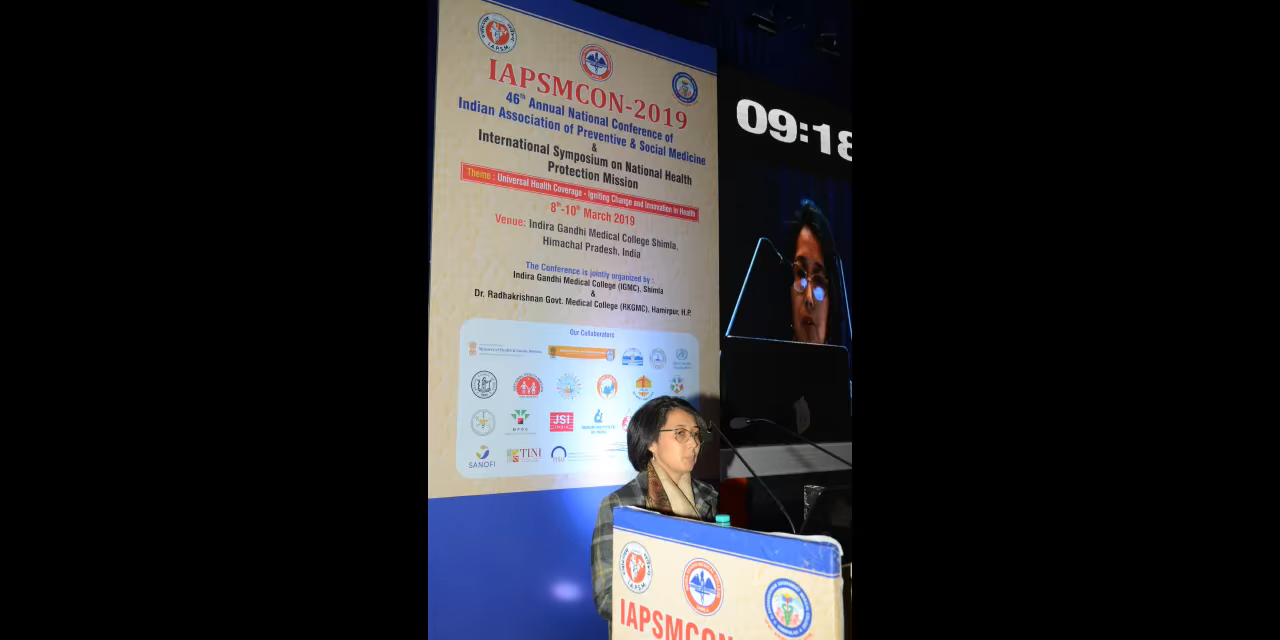 IAPSMCON-2019
46th Annual National Conference of
Indian Association of Preventive & Social Medicine
&
International Symposium on National Health
Protection Mission
Theme : Universal Health Coverage - Igniting Change and Innovation in Health
8th-10th March 2019
Venue: Indira Gandhi Medical College Shimla,
Himachal Pradesh, India
The Conference is jointly organized by :
Indira Gandhi Medical College (IGMC), Shimla
&
Dr. Radhakrishnan Govt. Medical College (RKGMC), Hamirpur, H.P.
Our Collaborators
JSI
INDIA
SANOFI
TINI
09:18
I.A.P.S.M.
IAPSMCON